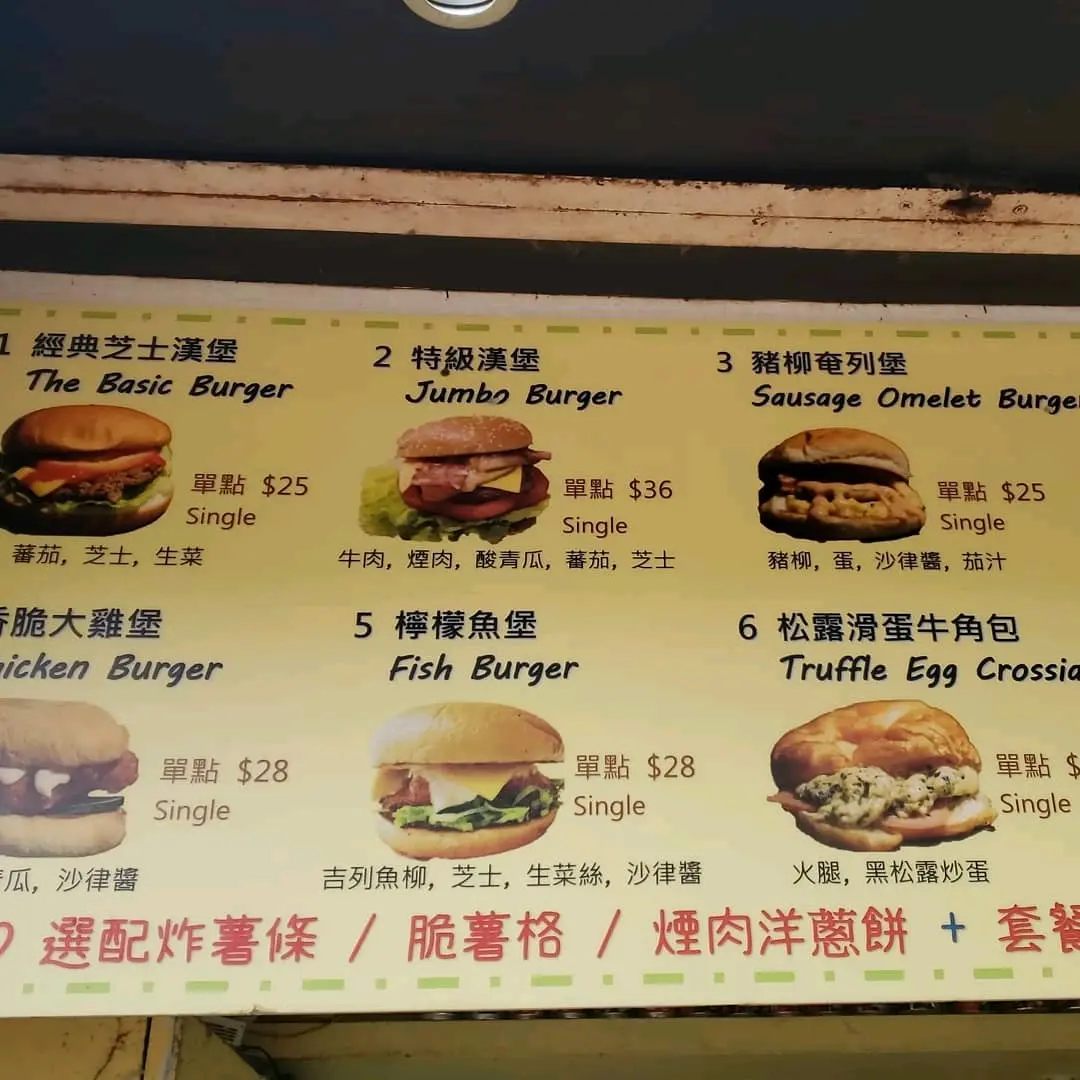 1 經典芝士漢堡
The Basic Burger
單點 $25
Single
蕃茄, 芝士, 生菜
2 特級漢堡
Jumbo Burger
單點 $36
Single
牛肉, 煙肉, 酸青瓜, 蕃茄, 芝士
3 豬柳奄列堡
Sausage Omelet Burger
單點 $25
Single
豬柳, 蛋, 沙律醬, 茄汁
脆大雞堡
Burger
單點 $28
Single
瓜, 沙律醬
5 檸檬魚堡
Fish Burger
單點 $28
Single
吉列魚柳, 芝士, 生菜絲, 沙律醬
6 松露滑蛋牛角包
Truffle Egg Crossia
單點 $
Single
火腿, 黑松露炒蛋
選配炸薯條 / 脆薯格 / 煙肉洋蔥餅 + 套餐